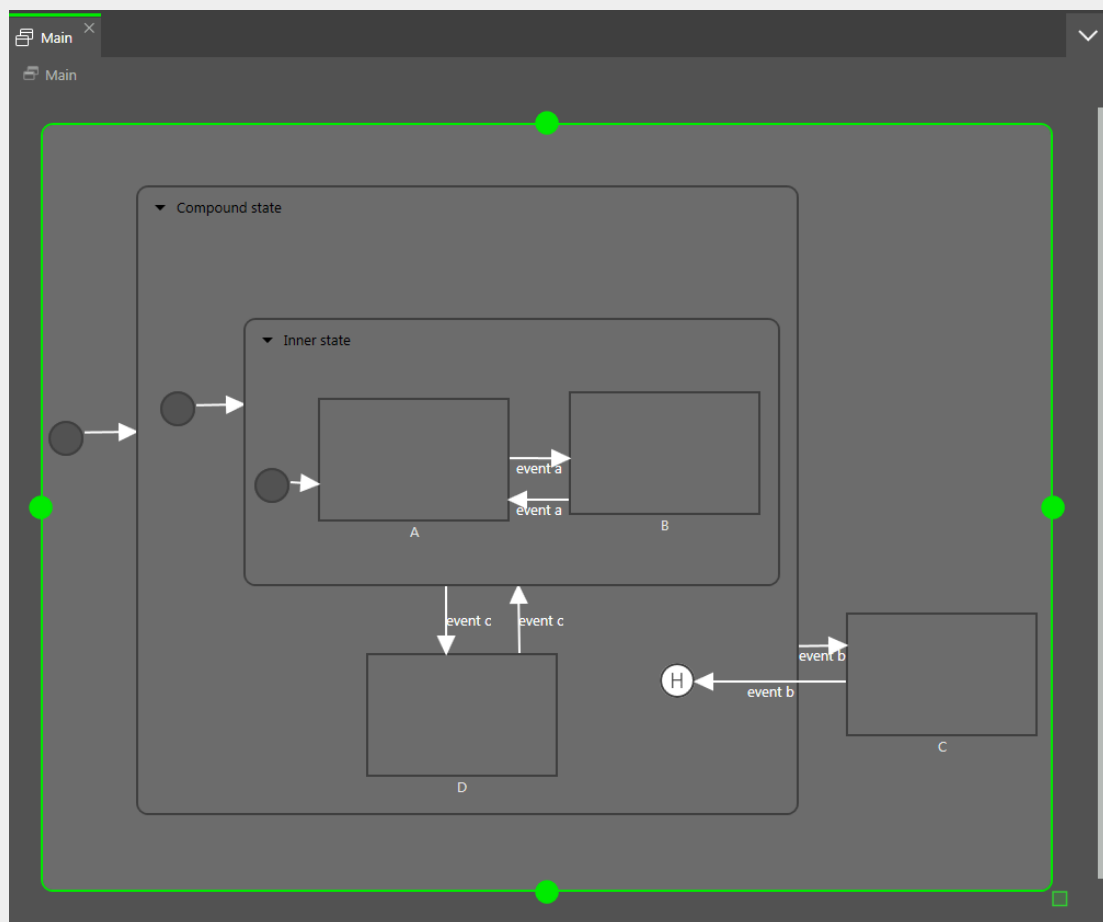 Main
Main
Compound state
Inner state
event a
event a
A
B
event c
event c
event b
H
event b
C
D